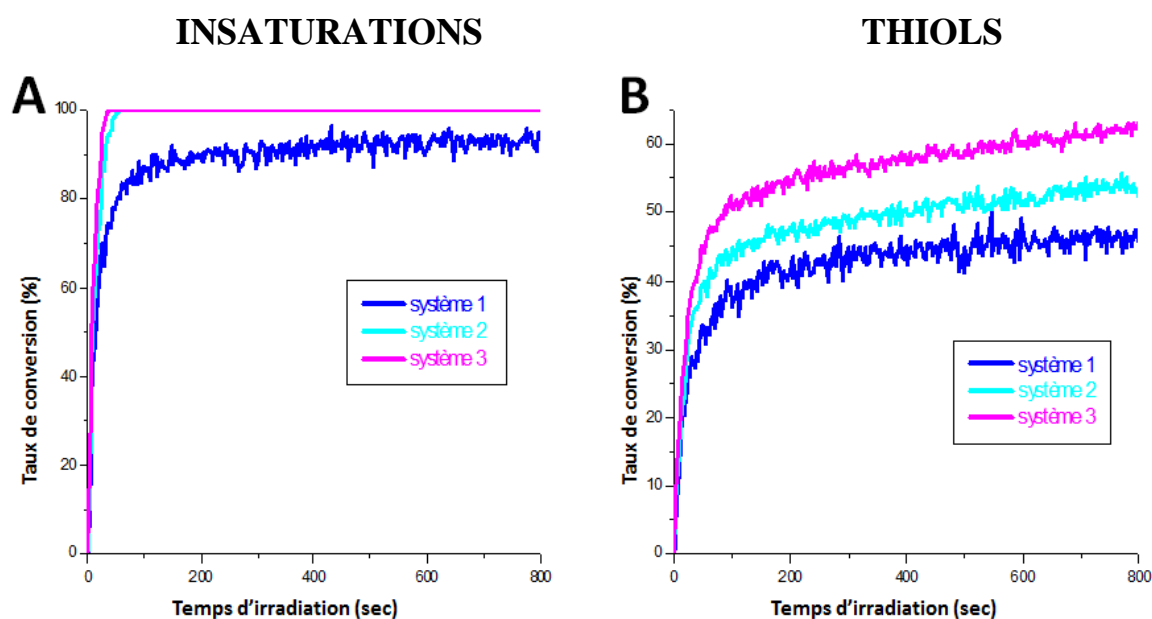 INSATURATIONS
THIOLS
A
Taux de conversion (%)
100
80
60
40
20
0
système 1
système 2
système 3
0 200 400 600 800
Temps d'irradiation (sec)
B
Taux de conversion (%)
60
50
40
30
20
10
0
système 1
système 2
système 3
0 200 400 600 800
Temps d'irradiation (sec)